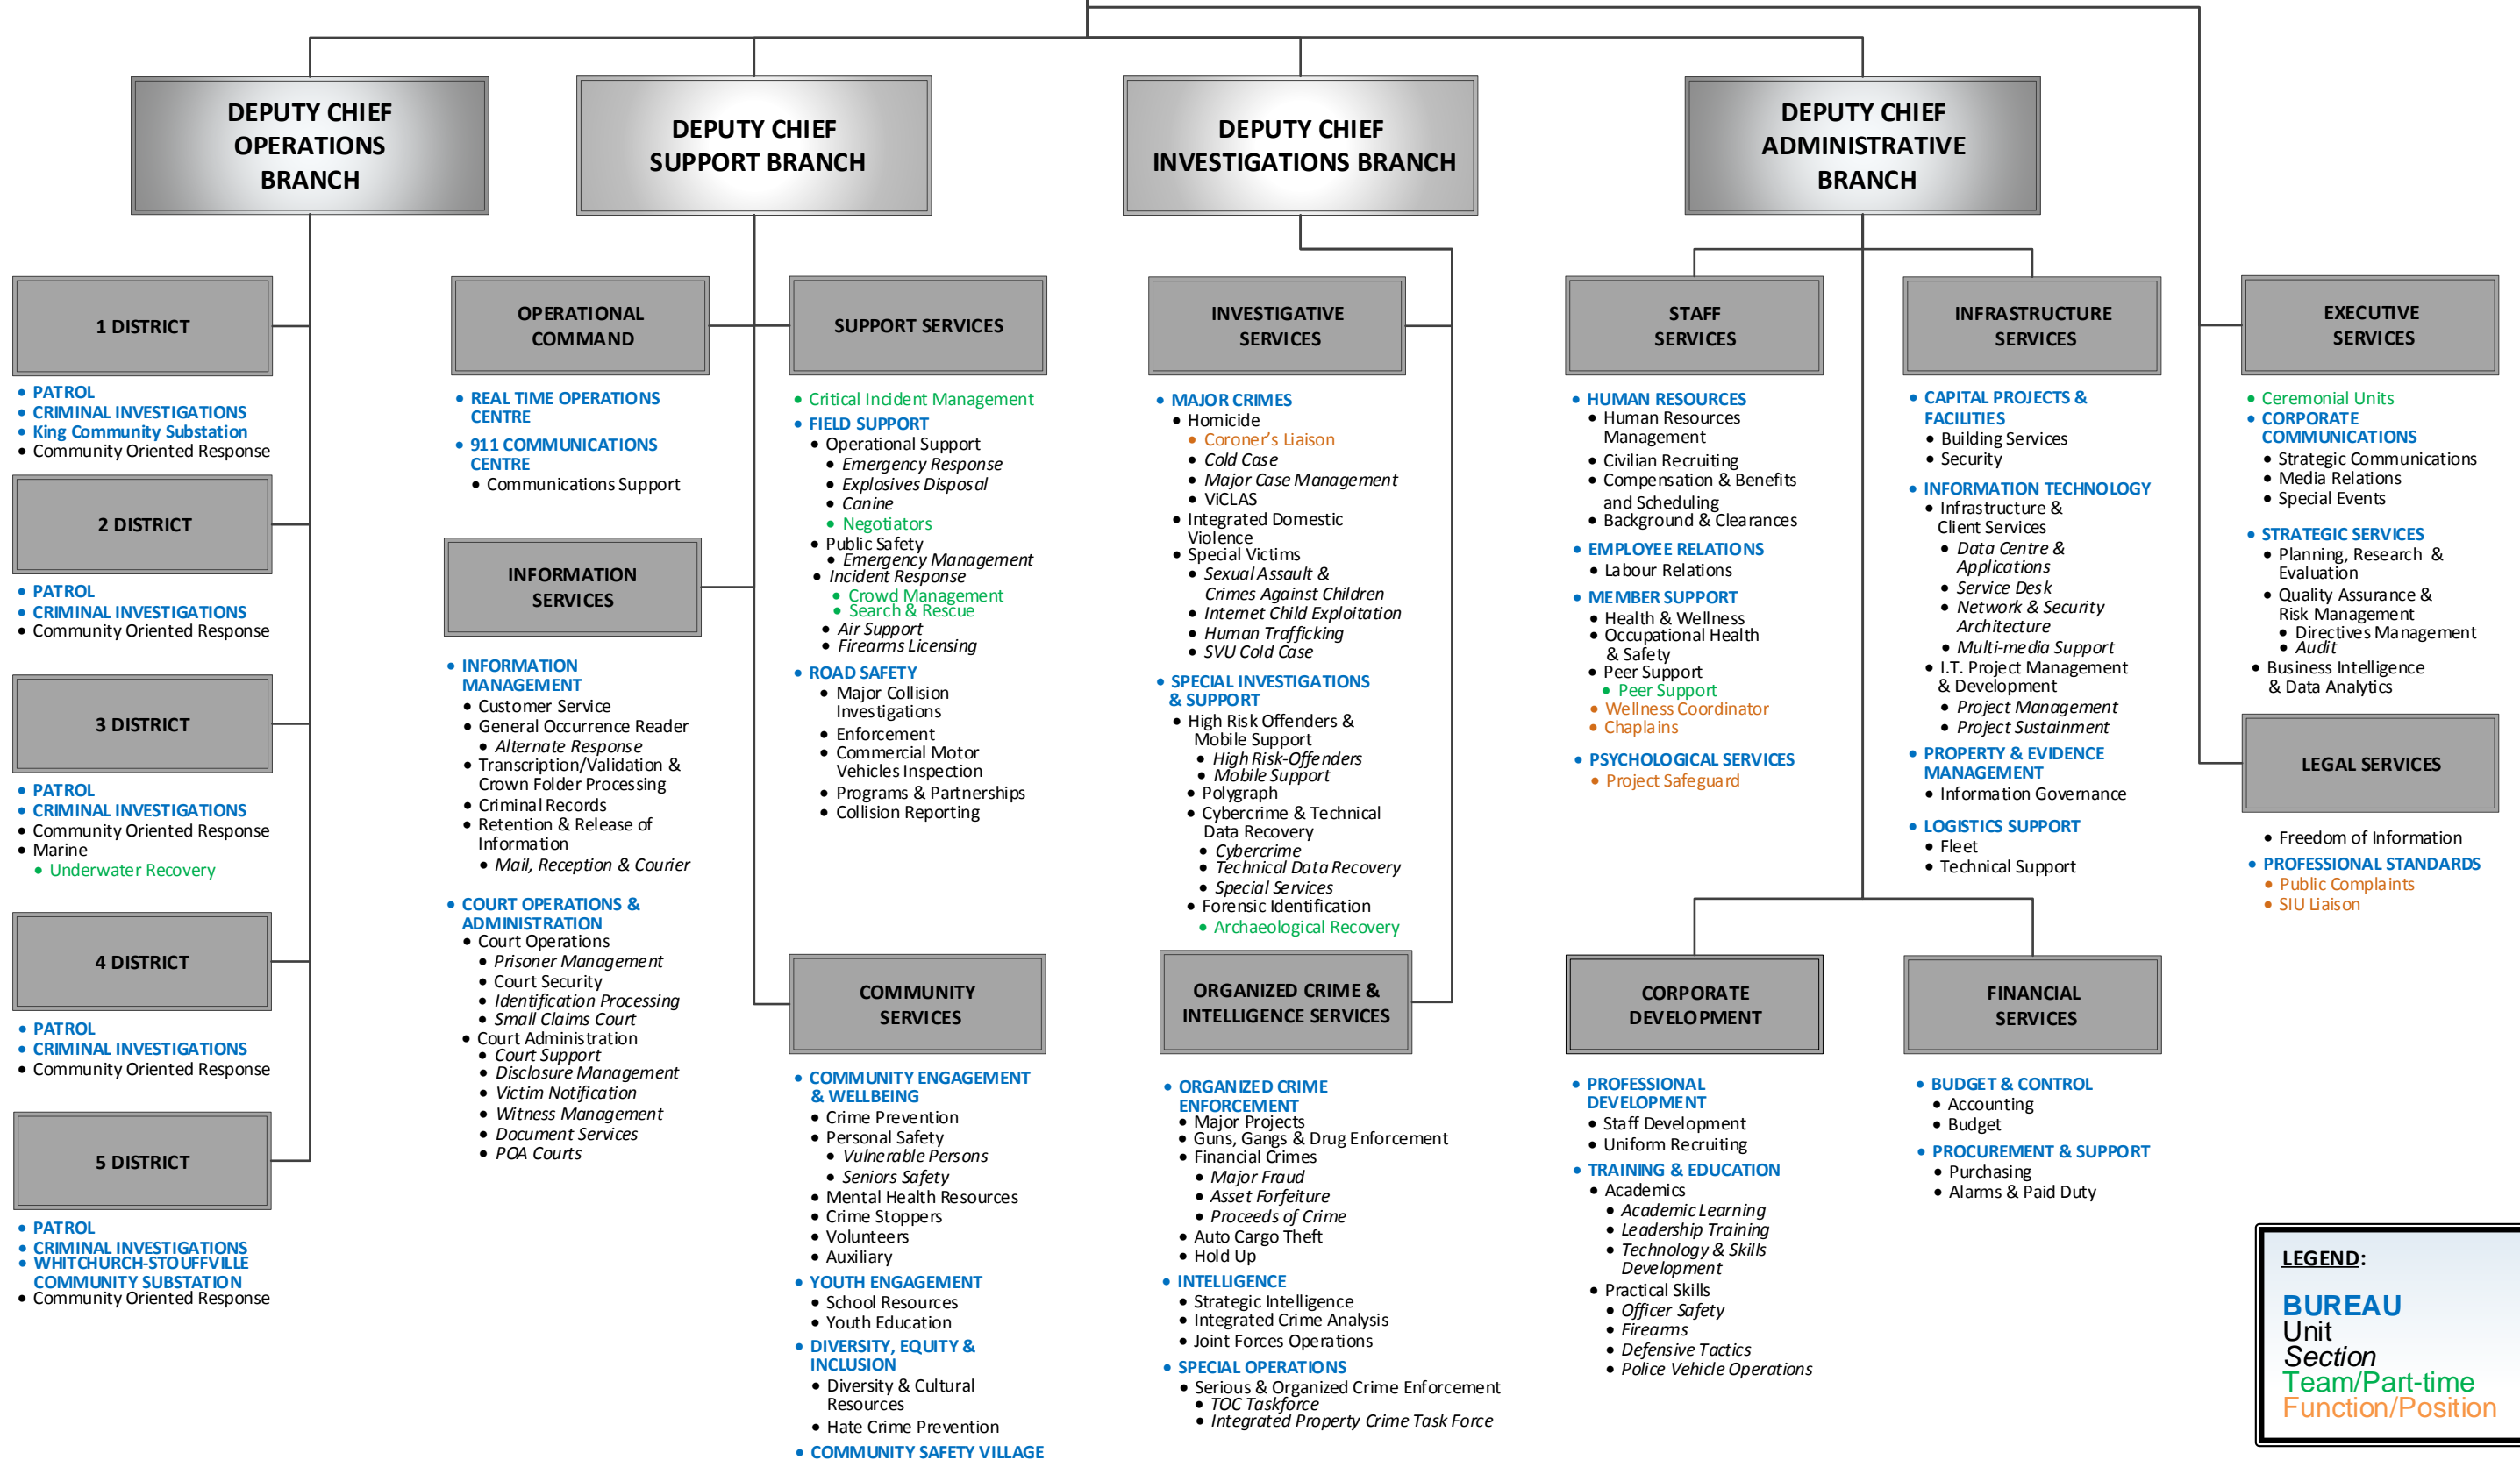 DEPUTY CHIEF
OPERATIONS
BRANCH
DEPUTY CHIEF
SUPPORT BRANCH
DEPUTY CHIEF
INVESTIGATIONS BRANCH
DEPUTY CHIEF
ADMINISTRATIVE
BRANCH
1 DISTRICT
• PATROL
• CRIMINAL INVESTIGATIONS
• King Community Substation
• Community Oriented Response
2 DISTRICT
• PATROL
• CRIMINAL INVESTIGATIONS
• Community Oriented Response
3 DISTRICT
• PATROL
• CRIMINAL INVESTIGATIONS
• Community Oriented Response
• Marine
• Underwater Recovery
4 DISTRICT
• PATROL
• CRIMINAL INVESTIGATIONS
• Community Oriented Response
5 DISTRICT
• PATROL
• CRIMINAL INVESTIGATIONS
• WHITCHURCH-STOUFFVILLE
COMMUNITY SUBSTATION
• Community Oriented Response
OPERATIONAL
COMMAND
• REAL TIME OPERATIONS
CENTRE
• 911 COMMUNICATIONS
CENTRE
• Communications Support
INFORMATION
SERVICES
• INFORMATION
MANAGEMENT
• Customer Service
• General Occurrence Reader
• Alternate Response
• Transcription/Validation &
Crown Folder Processing
• Criminal Records
• Retention & Release of
Information
• Mail, Reception & Courier
• COURT OPERATIONS &
ADMINISTRATION
• Court Operations
• Prisoner Management
• Court Security
• Identification Processing
• Small Claims Court
• Court Administration
• Court Support
• Disclosure Management
• Victim Notification
• Witness Management
• Document Services
• POA Courts
SUPPORT SERVICES
• Critical Incident Management
• FIELD SUPPORT
• Operational Support
• Emergency Response
• Explosives Disposal
• Canine
• Negotiators
• Public Safety
• Emergency Management
• Incident Response
• Crowd Management
• Search & Rescue
• Air Support
• Firearms Licensing
• ROAD SAFETY
• Major Collision
Investigations
• Enforcement
• Commercial Motor
Vehicles Inspection
• Programs & Partnerships
• Collision Reporting
COMMUNITY
SERVICES
• COMMUNITY ENGAGEMENT
& WELLBEING
• Crime Prevention
• Personal Safety
• Vulnerable Persons
• Seniors Safety
• Mental Health Resources
• Crime Stoppers
• Volunteers
• Auxiliary
• YOUTH ENGAGEMENT
• School Resources
• Youth Education
• DIVERSITY, EQUITY &
INCLUSION
• Diversity & Cultural
Resources
• Hate Crime Prevention
• COMMUNITY SAFETY VILLAGE
INVESTIGATIVE
SERVICES
• MAJOR CRIMES
• Homicide
• Coroner's Liaison
• Cold Case
• Major Case Management
• ViCLAS
• Integrated Domestic
Violence
• Special Victims
• Sexual Assault &
Crimes Against Children
• Internet Child Exploitation
• Human Trafficking
• SVU Cold Case
• SPECIAL INVESTIGATIONS
& SUPPORT
• High Risk Offenders &
Mobile Support
• High Risk-Offenders
• Mobile Support
• Polygraph
• Cybercrime & Technical
Data Recovery
• Cybercrime
• Technical Data Recovery
• Special Services
• Forensic Identification
• Archaeological Recovery
ORGANIZED CRIME &
INTELLIGENCE SERVICES
• ORGANIZED CRIME
ENFORCEMENT
• Major Projects
• Guns, Gangs & Drug Enforcement
• Financial Crimes
• Major Fraud
• Asset Forfeiture
• Proceeds of Crime
• Auto Cargo Theft
• Hold Up
• INTELLIGENCE
• Strategic Intelligence
• Integrated Crime Analysis
• Joint Forces Operations
• SPECIAL OPERATIONS
• Serious & Organized Crime Enforcement
• TOC Taskforce
• Integrated Property Crime Task Force
STAFF
SERVICES
• HUMAN RESOURCES
• Human Resources
Management
• Civilian Recruiting
• Compensation & Benefits
and Scheduling
• Background & Clearances
• EMPLOYEE RELATIONS
• Labour Relations
• MEMBER SUPPORT
• Health & Wellness
• Occupational Health
& Safety
• Peer Support
• Peer Support
• Wellness Coordinator
• Chaplains
• PSYCHOLOGICAL SERVICES
• Project Safeguard
INFRASTRUCTURE
SERVICES
• CAPITAL PROJECTS &
FACILITIES
• Building Services
• Security
• INFORMATION TECHNOLOGY
• Infrastructure &
Client Services
• Data Centre &
Applications
• Service Desk
• Network & Security
Architecture
• Multi-media Support
• I.T. Project Management
& Development
• Project Management
• Project Sustainment
• PROPERTY & EVIDENCE
MANAGEMENT
• Information Governance
• LOGISTICS SUPPORT
• Fleet
• Technical Support
CORPORATE
DEVELOPMENT
• PROFESSIONAL
DEVELOPMENT
• Staff Development
• Uniform Recruiting
• TRAINING & EDUCATION
• Academics
• Academic Learning
• Leadership Training
• Technology & Skills
Development
• Practical Skills
• Officer Safety
• Firearms
• Defensive Tactics
• Police Vehicle Operations
FINANCIAL
SERVICES
• BUDGET & CONTROL
• Accounting
• Budget
• PROCUREMENT & SUPPORT
• Purchasing
• Alarms & Paid Duty
EXECUTIVE
SERVICES
• Ceremonial Units
• CORPORATE
COMMUNICATIONS
• Strategic Communications
• Media Relations
• Special Events
• STRATEGIC SERVICES
• Planning, Research &
Evaluation
• Quality Assurance &
Risk Management
• Directives Management
• Audit
• Business Intelligence
& Data Analytics
LEGAL SERVICES
• Freedom of Information
• PROFESSIONAL STANDARDS
• Public Complaints
• SIU Liaison
LEGEND:
BUREAU
Unit
Section
Team/Part-time
Function/Position